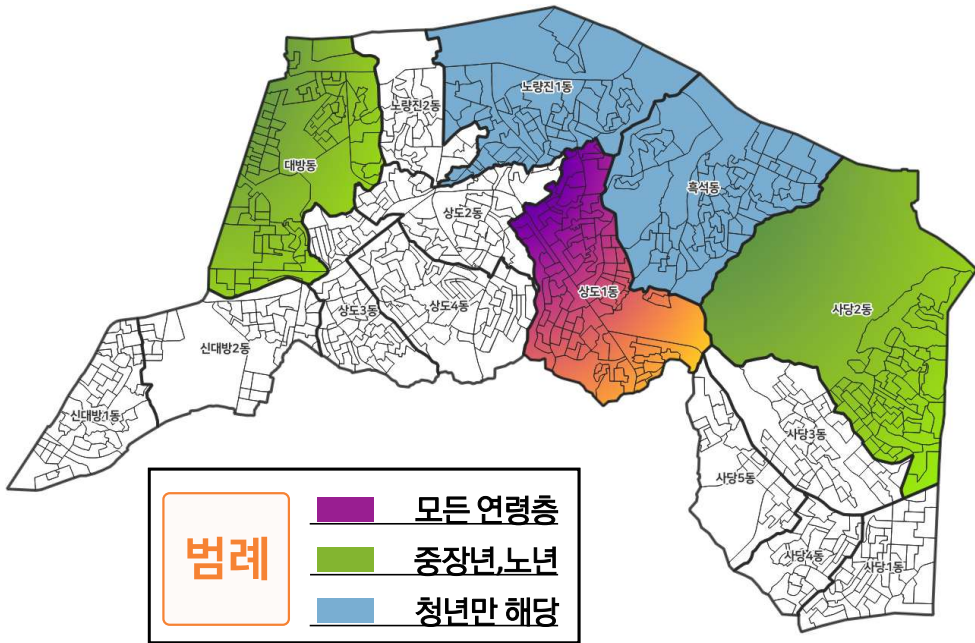 노량진1동
노량진2동
대방동
흑석동
상도2동
상도1동
상도4동
상도3동
사당2동
신대방2동
신대방1동
사당3동
사당5동
사당4동
사당1동
범례
모든 연령층
중장년,노년
청년만 해당